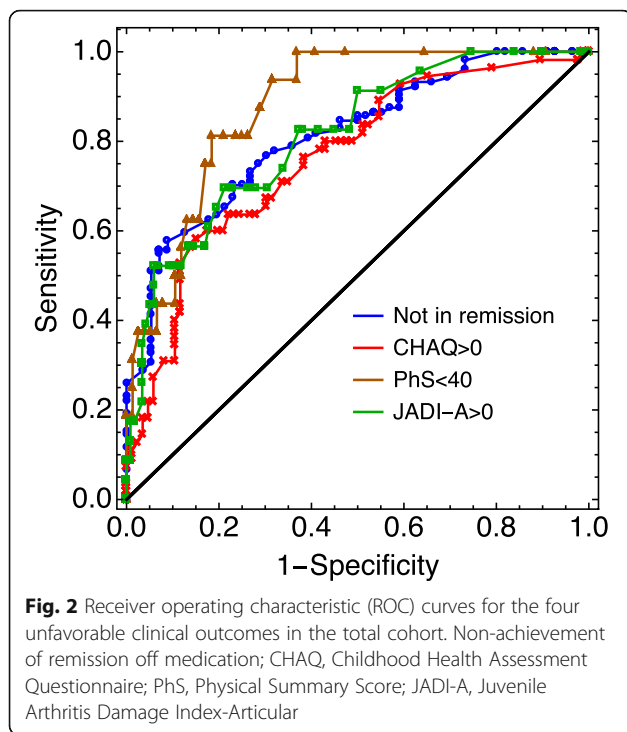 1.0
0.8
0.6
0.4
0.2
0.0
Sensitivity
Not in remission
CHAQ>0
PhS<40
JADI–A>0
0.0 0.2 0.4 0.6 0.8 1.0
1–Specificity
Fig. 2 Receiver operating characteristic (ROC) curves for the four
unfavorable clinical outcomes in the total cohort. Non-achievement
of remission off medication; CHAQ, Childhood Health Assessment
Questionnaire; PhS, Physical Summary Score; JADI-A, Juvenile
Arthritis Damage Index-Articular